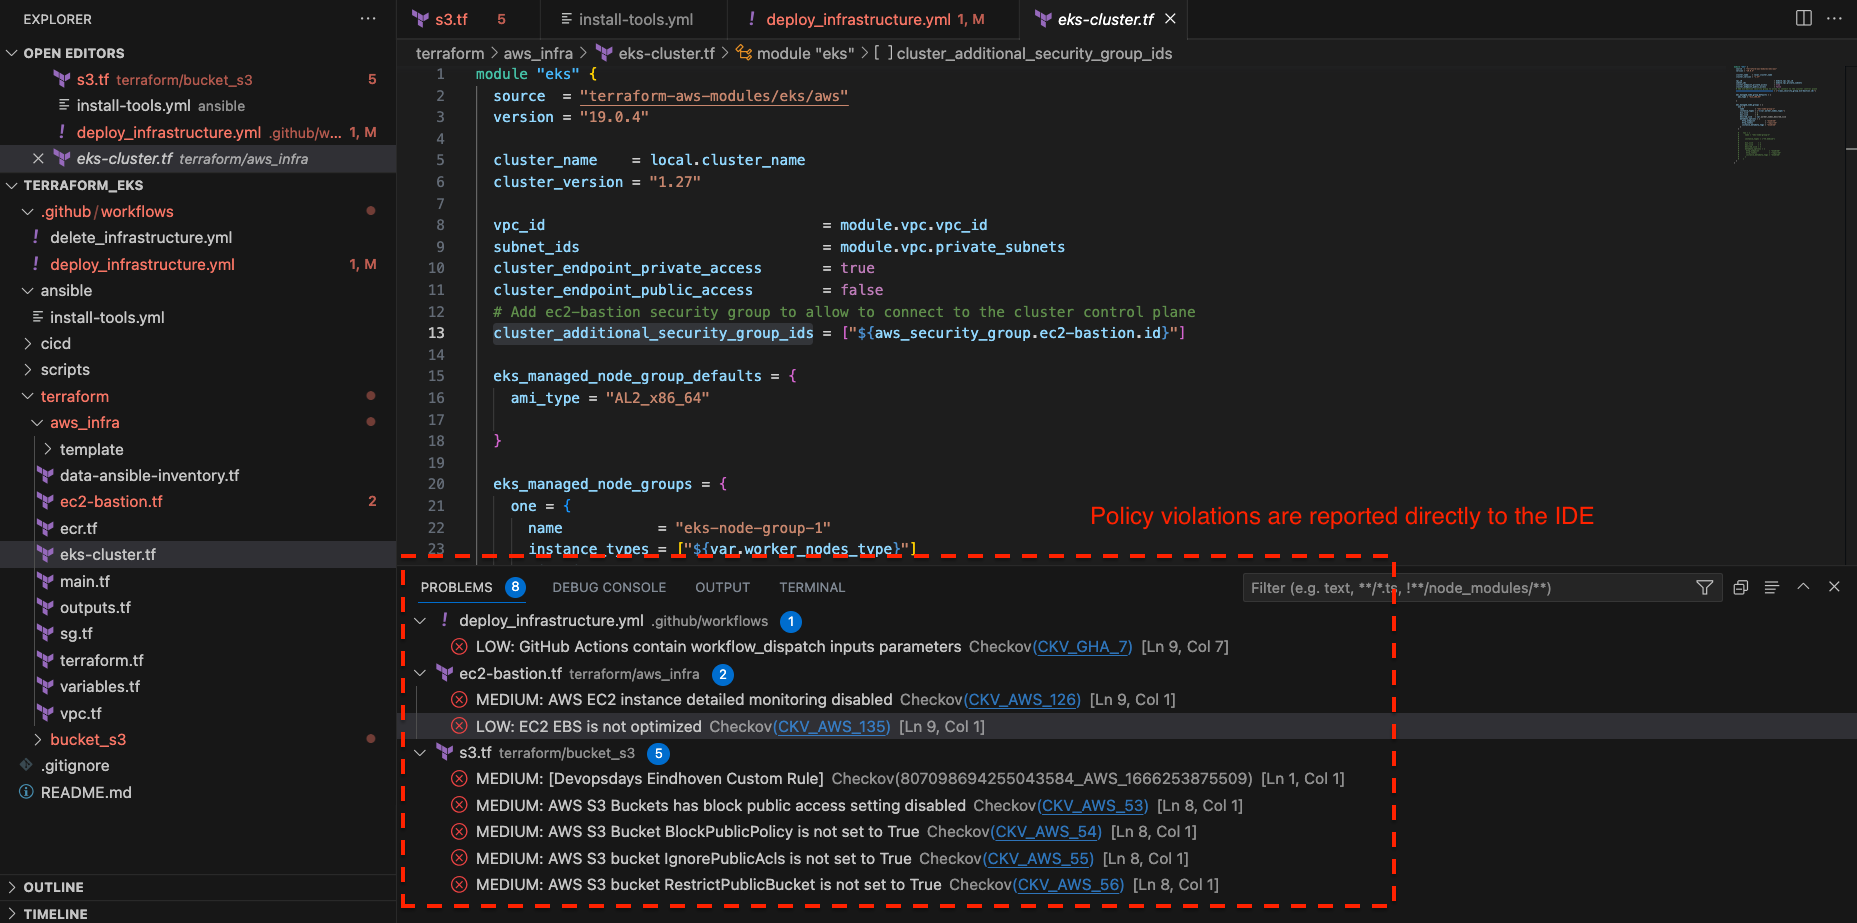 EXPLORER
OPEN EDITORS
s3.tf terraform/bucket_s3 5
install-tools.yml ansible
! deploy_infrastructure.yml .github/w... 1, M
eks-cluster.tf terraform/aws_infra
TERRAFORM_EKS
.github/workflows
! delete_infrastructure.yml
! deploy_infrastructure.yml 1, M
ansible
install-tools.yml
cicd
scripts
terraform
aws_infra
template
data-ansible-inventory.tf
ec2-bastion.tf 2
ecr.tf
eks-cluster.tf
main.tf
outputs.tf
sg.tf
terraform.tf
variables.tf
vpc.tf
bucket_s3
.gitignore
README.md
OUTLINE
TIMELINE
s3.tf 5 install-tools.yml ! deploy_infrastructure.yml 1, M eks-cluster.tf
terraform > aws_infra > eks-cluster.tf > module "eks" > [ ] cluster_additional_security_group_ids
1 module "eks" {
2 source = "terraform-aws-modules/eks/aws"
3 version = "19.0.4"
4
5 cluster_name = local.cluster_name
6 cluster_version = "1.27"
7
8 vpc_id = module.vpc.vpc_id
9 subnet_ids = module.vpc.private_subnets
10 cluster_endpoint_private_access = true
11 cluster_endpoint_public_access = false
12 # Add ec2-bastion security group to allow to connect to the cluster control plane
13 cluster_additional_security_group_ids = ["${aws_security_group.ec2-bastion.id}"]
14
15 eks_managed_node_group_defaults = {
16 ami_type = "AL2_x86_64"
17
18 }
19
20 eks_managed_node_groups = {
21 one = {
22 name = "eks-node-group-1"
23 instance_types = ["${var.worker_nodes_type}"]
Policy violations are reported directly to the IDE
PROBLEMS 8 DEBUG CONSOLE OUTPUT TERMINAL Filter (e.g. text, **/*.ts, !**/node_modules/**)
! deploy_infrastructure.yml .github/workflows 1
LOW: GitHub Actions contain workflow_dispatch inputs parameters Checkov(CKV_GHA_7) [Ln 9, Col 7]
ec2-bastion.tf terraform/aws_infra 2
MEDIUM: AWS EC2 instance detailed monitoring disabled Checkov(CKV_AWS_126) [Ln 9, Col 1]
LOW: EC2 EBS is not optimized Checkov(CKV_AWS_135) [Ln 9, Col 1]
s3.tf terraform/bucket_s3 5
MEDIUM: [Devopsdays Eindhoven Custom Rule] Checkov(807098694255043584_AWS_1666253875509) [Ln 1, Col 1]
MEDIUM: AWS S3 Buckets has block public access setting disabled Checkov(CKV_AWS_53) [Ln 8, Col 1]
MEDIUM: AWS S3 Bucket BlockPublicPolicy is not set to True Checkov(CKV_AWS_54) [Ln 8, Col 1]
MEDIUM: AWS S3 bucket IgnorePublicAcls is not set to True Checkov(CKV_AWS_55) [Ln 8, Col 1]
MEDIUM: AWS S3 bucket RestrictPublicBucket is not set to True Checkov(CKV_AWS_56) [Ln 8, Col 1]